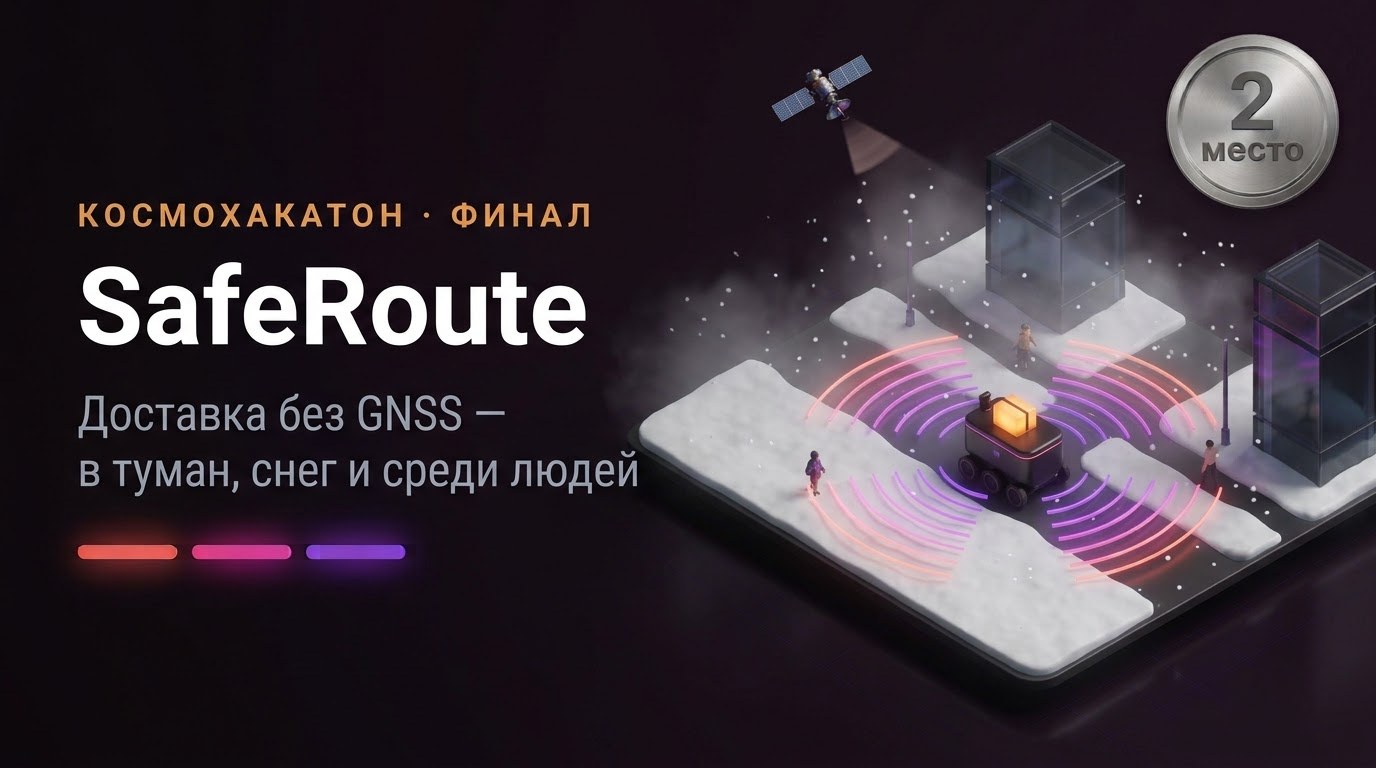 КОСМОХАКАТОН · ФИНАЛ
SafeRoute
Доставка без GNSS —
в туман, снег и среди людей
2
место